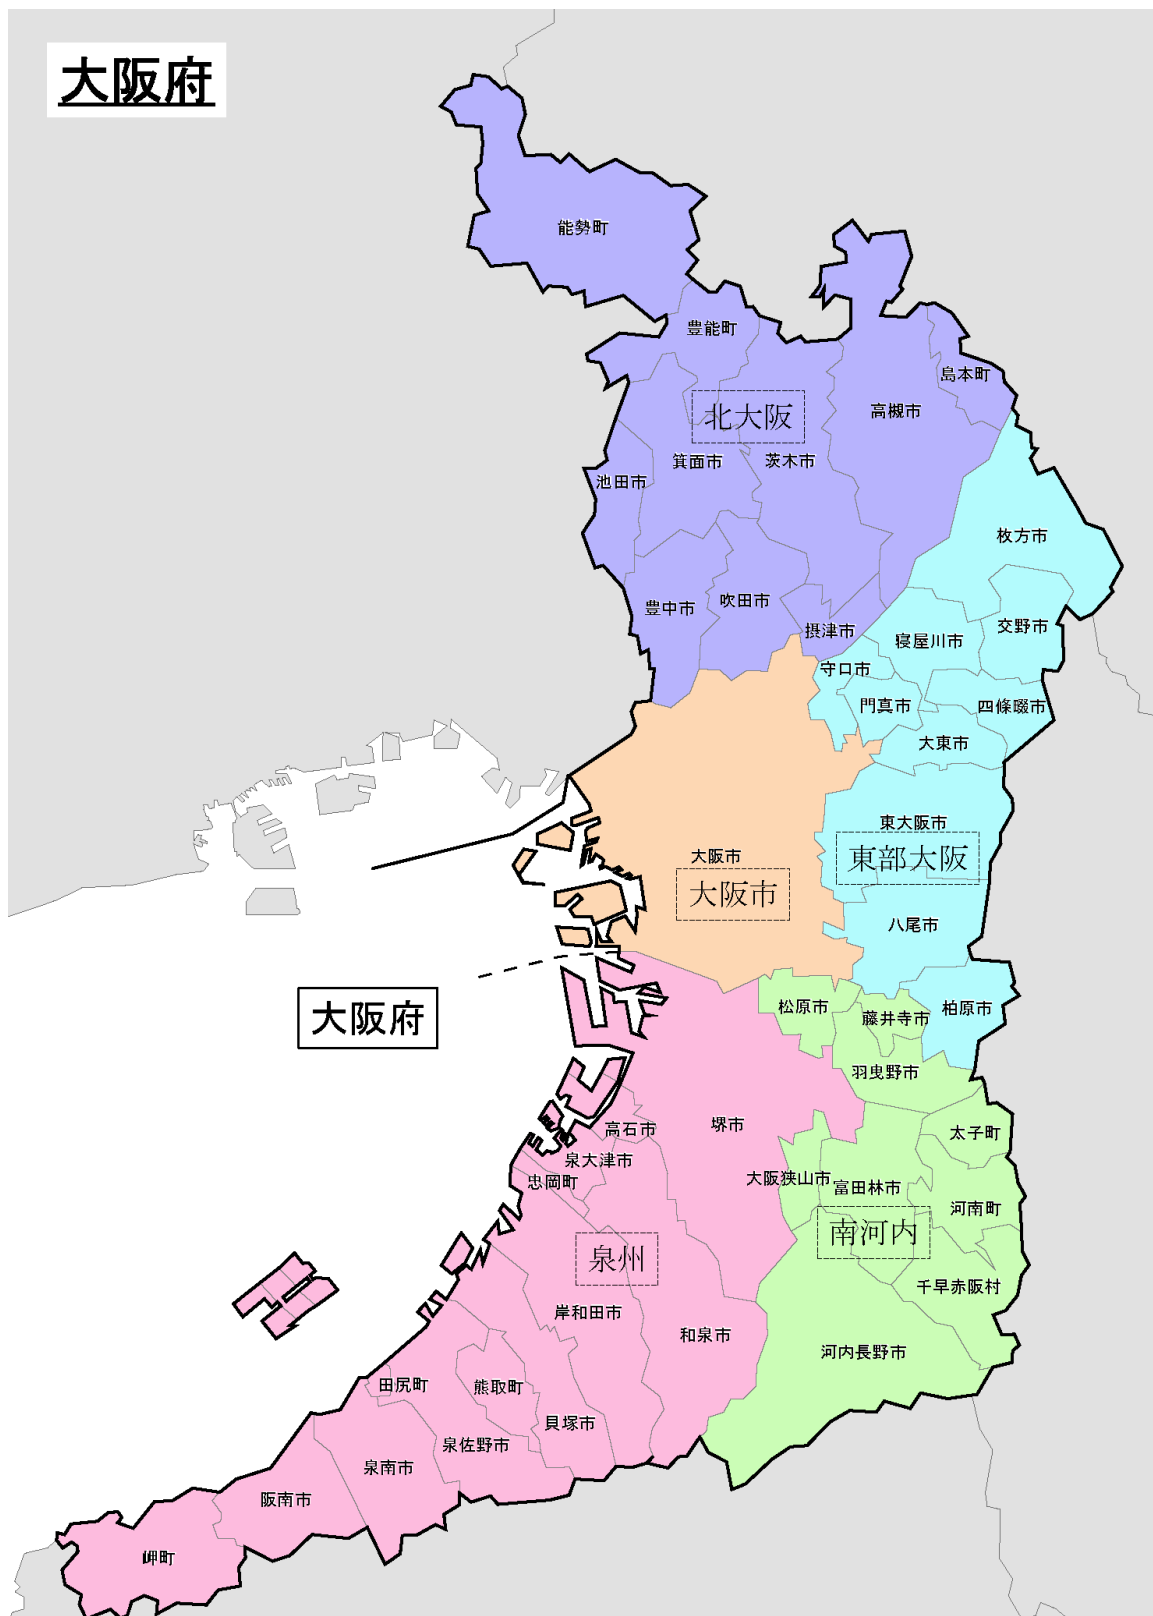 大阪府
能勢町
豊能町
島本町
高槻市
北大阪
箕面市
茨木市
池田市
枚方市
吹田市
豊中市
交野市
摂津市
寝屋川市
守口市
門真市
四條畷市
大東市
東大阪市
大阪市
東部大阪
大阪市
八尾市
松原市
柏原市
藤井寺市
大阪府
羽曳野市
堺市
高石市
太子町
泉大津市
大阪狭山市
忠岡町
富田林市
河南町
南河内
泉州
千早赤阪村
岸和田市
和泉市
河内長野市
田尻町
熊取町
貝塚市
泉佐野市
泉南市
阪南市
岬町